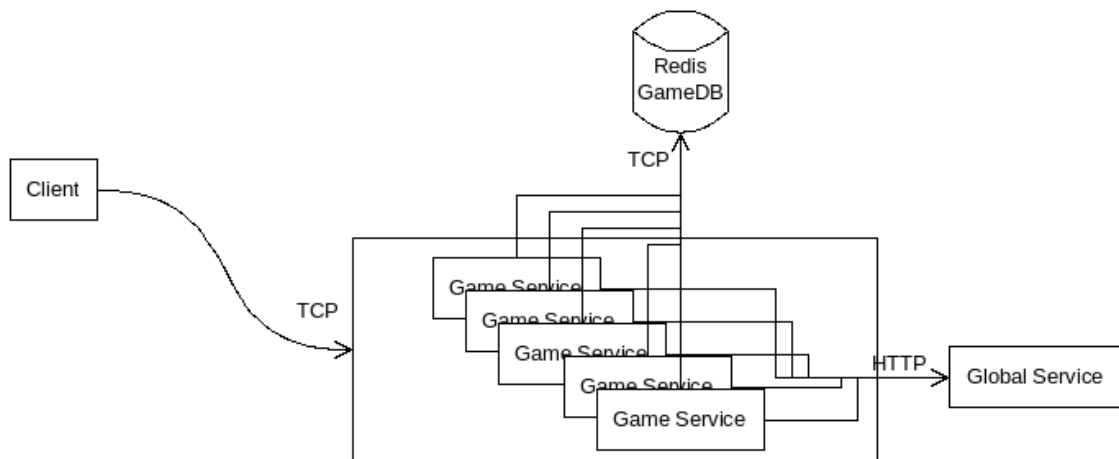 Redis
GameDB
TCP
Client
Game Service
Game Service
TCP
Game Service
HTTP
Global Service
Game Service
Game Service